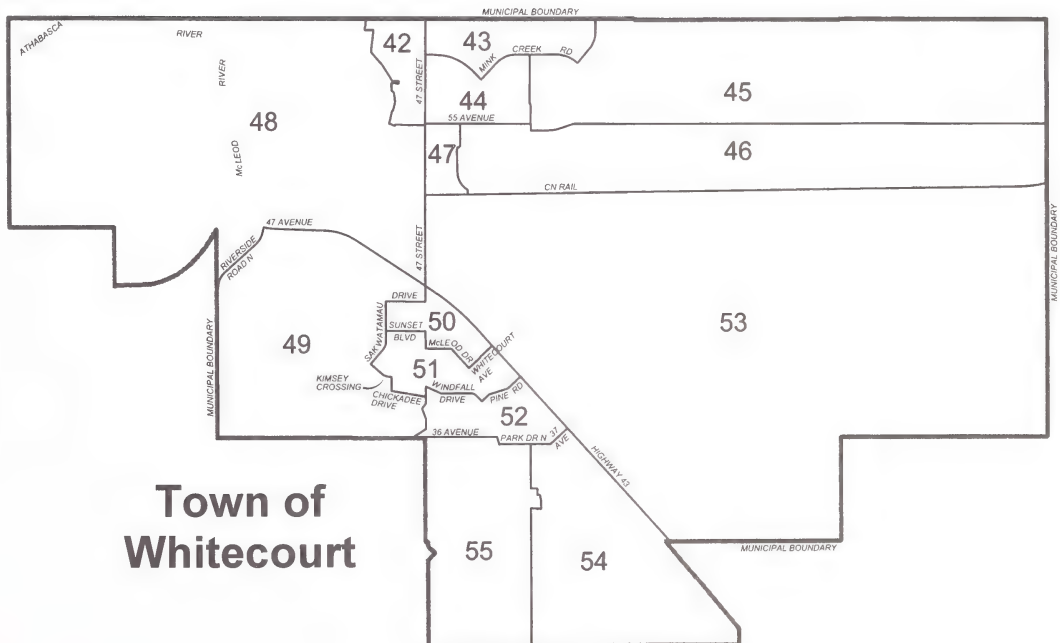 MUNICIPAL BOUNDARY
ATHABASCA
RIVER
42
43
MINK
CREEK
RD
RIVER
47 STREET
44
45
48
55 AVENUE
47
46
McLEOD
CN RAIL
47 AVENUE
RIVERSIDE
ROAD N
47 STREET
MUNICIPAL BOUNDARY
DRIVE
50
53
SAKWATAMAU
SUNSET
BLVD
McLEOD DR
WHITECOURT
AVE
49
51
MUNICIPAL BOUNDARY
KIMSEY
CROSSING
CHICKADEE
DRIVE
WINDFALL
DRIVE
PINE RD
52
36 AVENUE
PARK DR N
37
AVE
HIGHWAY 43
Town of
Whitecourt
55
54
MUNICIPAL BOUNDARY